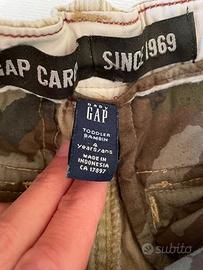 GAP CARG
SINCE 1969
baby
GAP
TODDLER
BAMBIN
4
years/ans
MADE IN
INDONESIA
CA 17897
subito